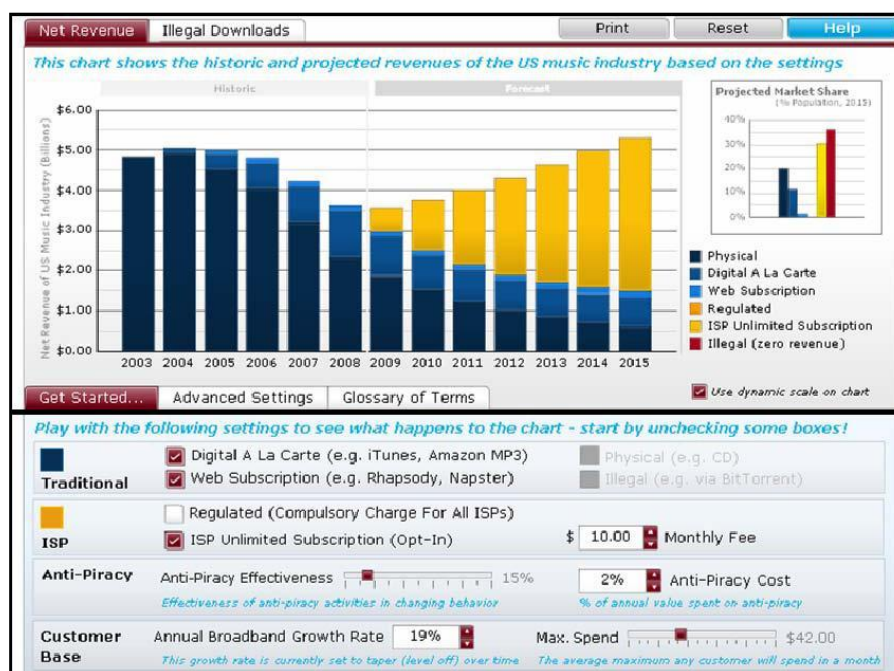 Net Revenue Illegal Downloads Print Reset Help
This chart shows the historic and projected revenues of the US music industry based on the settings
Historic Forecast
Net Revenue of US Music Industry (Billions)
$6.00
$5.00
$4.00
$3.00
$2.00
$1.00
$0.00
2003 2004 2005 2006 2007 2008 2009 2010 2011 2012 2013 2014 2015
Projected Market Share
(% Population, 2015)
40%
30%
20%
10%
0%
Physical
Digital A La Carte
Web Subscription
Regulated
ISP Unlimited Subscription
Illegal (zero revenue)
Use dynamic scale on chart
Get Started... Advanced Settings Glossary of Terms
Play with the following settings to see what happens to the chart - start by unchecking some boxes!
Traditional
Digital A La Carte (e.g. iTunes, Amazon MP3) Physical (e.g. CD)
Web Subscription (e.g. Rhapsody, Napster) Illegal (e.g. via BitTorrent)
ISP
Regulated (Compulsory Charge For All ISPs)
ISP Unlimited Subscription (Opt-In) $ 10.00 Monthly Fee
Anti-Piracy Anti-Piracy Effectiveness 15% 2% Anti-Piracy Cost
Effectiveness of anti-piracy activities in changing behavior % of annual value spent on anti-piracy
Customer Base
Annual Broadband Growth Rate 19% Max. Spend $42.00
This growth rate is currently set to taper (level off) over time The average maximum any customer will spend in a month